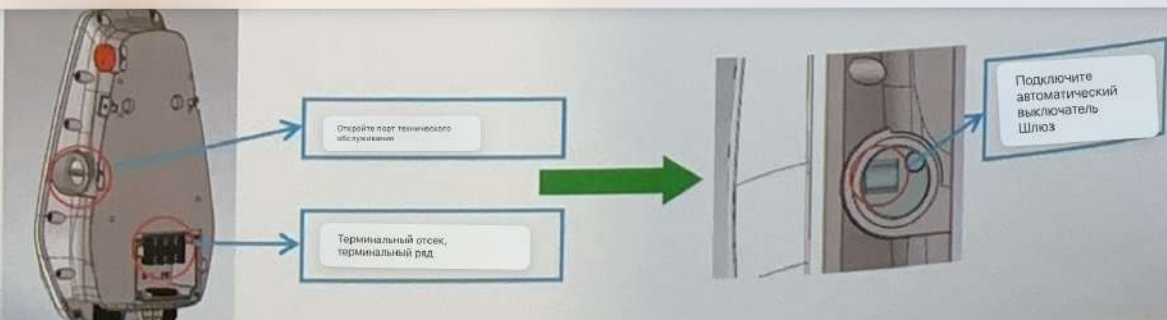 Откройте порт технического
обслуживания
Терминальный отсек,
терминальный ряд
Подключите
автоматический
выключатель
Шлюз